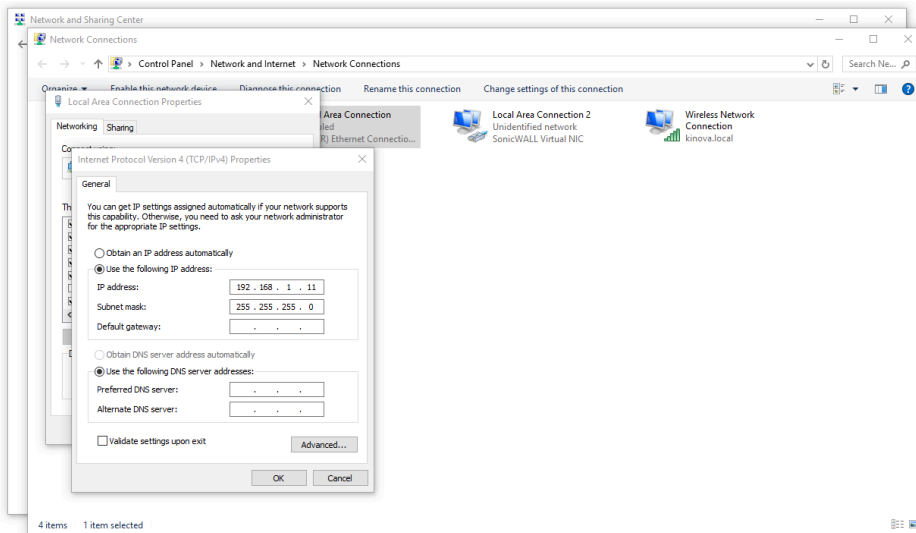 Network and Sharing Center
Network Connections
Control Panel > Network and Internet > Network Connections
Search Ne...
Organize Enable this network device Diagnose this connection Rename this connection Change settings of this connection
Local Area Connection Properties
Networking Sharing
Area Connection
(R) Ethernet Connectio...
Local Area Connection 2
Unidentified network
SonicWALL Virtual NIC
Wireless Network
Connection
kinova.local
Internet Protocol Version 4 (TCP/IPv4) Properties
General
You can get IP settings assigned automatically if your network supports
this capability. Otherwise, you need to ask your network administrator
for the appropriate IP settings.
Obtain an IP address automatically
Use the following IP address:
IP address: 192 . 168 . 1 . 11
Subnet mask: 255 . 255 . 255 . 0
Default gateway: . . .
Obtain DNS server address automatically
Use the following DNS server addresses:
Preferred DNS server: . . .
Alternate DNS server: . . .
Validate settings upon exit
Advanced...
OK Cancel
4 items 1 item selected